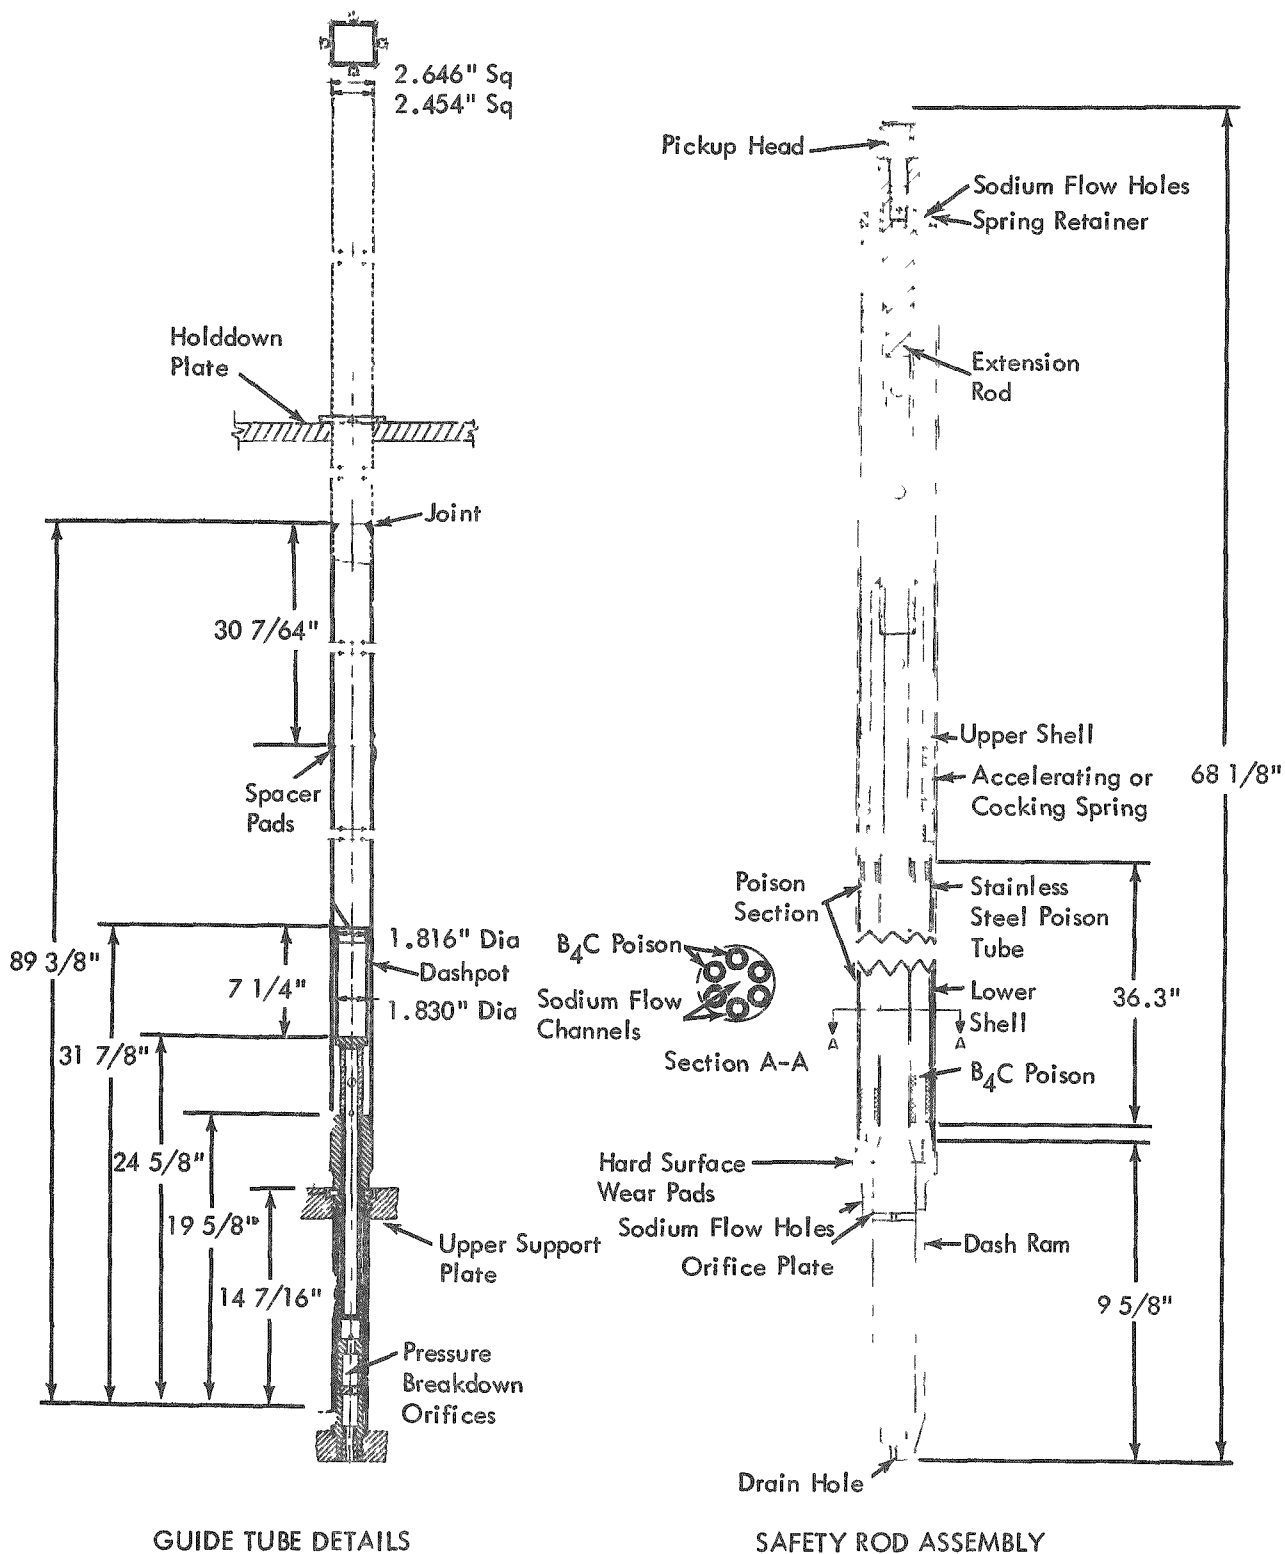 2.646" Sq
2.454" Sq
Holddown
Plate
Joint
30 7/64"
Spacer
Pads
1.816" Dia
Dashpot
89 3/8"
7 1/4"
1.830" Dia
31 7/8"
24 5/8"
19 5/8"
Upper Support
Plate
14 7/16"
Pressure
Breakdown
Orifices
GUIDE TUBE DETAILS
Pickup Head
Sodium Flow Holes
Spring Retainer
Extension
Rod
Upper Shell
68 1/8"
Accelerating or
Cocking Spring
Poison
Section
Stainless
Steel Poison
Tube
B4C Poison
Sodium Flow
Channels
Section A-A
Lower
Shell
36.3"
A
A
B4C Poison
Hard Surface
Wear Pads
Sodium Flow Holes
Orifice Plate
Dash Ram
9 5/8"
Drain Hole
SAFETY ROD ASSEMBLY